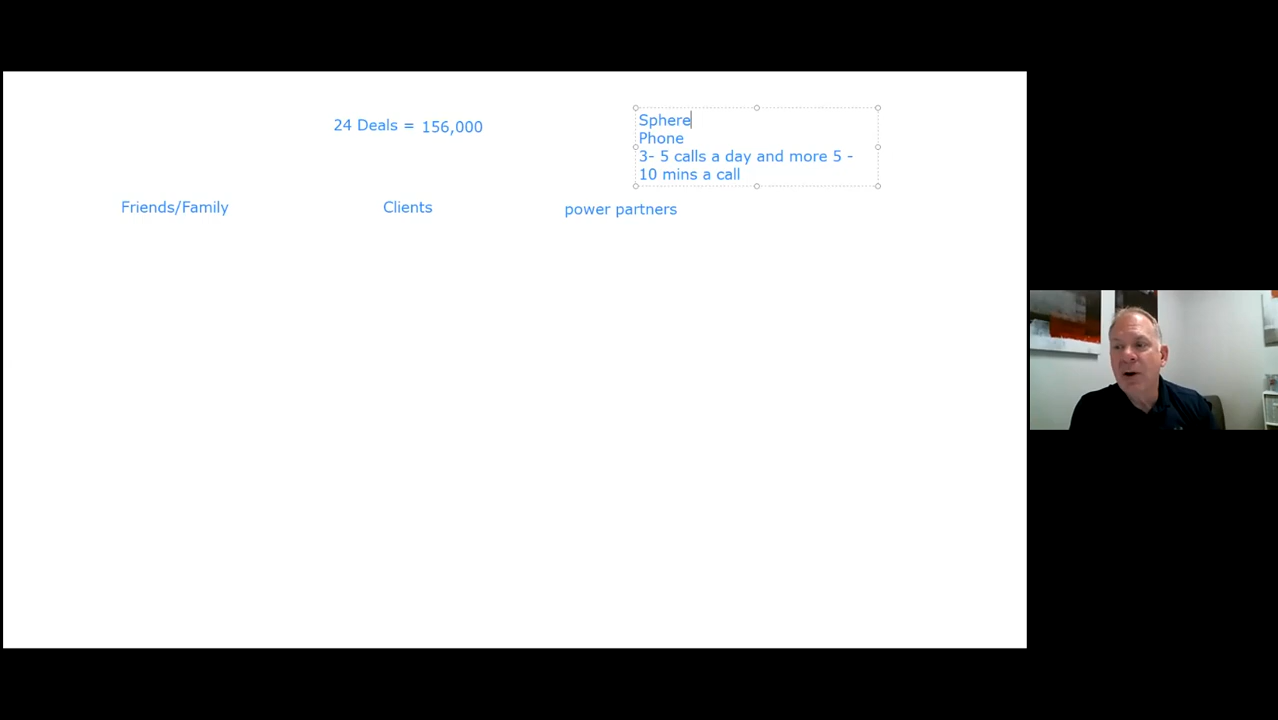 24 Deals = 156,000
Sphere
Phone
3- 5 calls a day and more 5 -
10 mins a call
Friends/Family
Clients
power partners